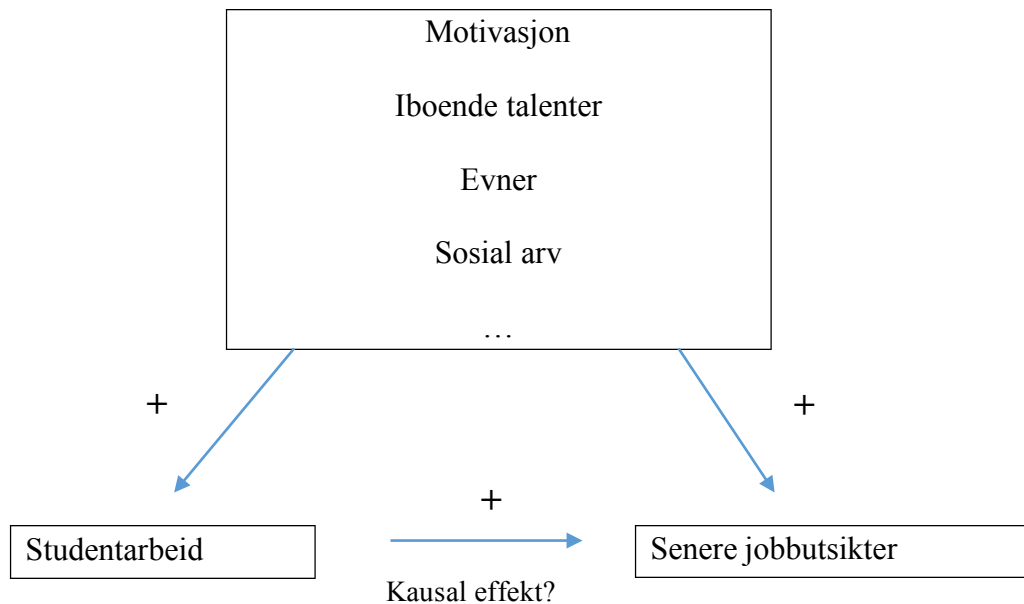 Motivasjon
Iboende talenter
Evner
Sosial arv
…
+
+
+
Studentarbeid
Senere jobbutsikter
Kausal effekt?